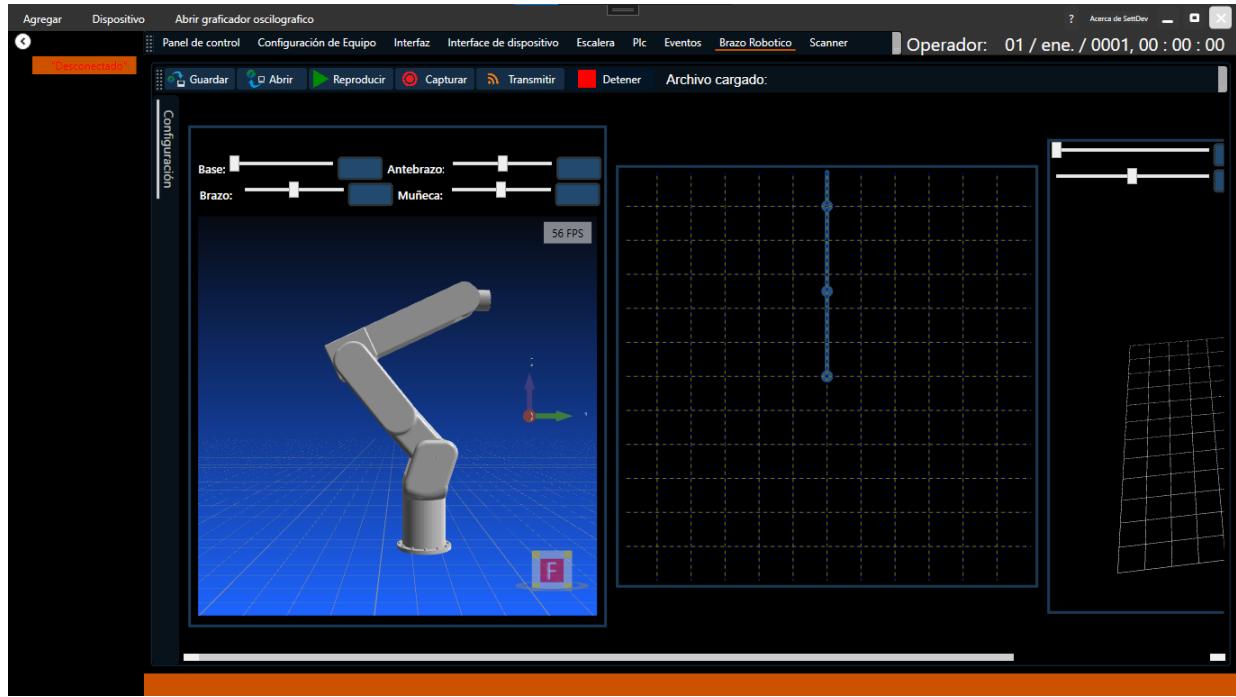 Agregar Dispositivo Abrir graficador oscilografico ? Acerca de SettDev
Panel de control Configuración de Equipo Interfaz Interface de dispositivo Escalera Plc Eventos Brazo Robotico Scanner Operador: 01 / ene. / 0001, 00 : 00 : 00
"Desconectado"
Guardar Abrir Reproducir Capturar Transmitir Detener Archivo cargado:
Configuración
Base: Antebrazo:
Brazo: Muñeca:
56 FPS
F